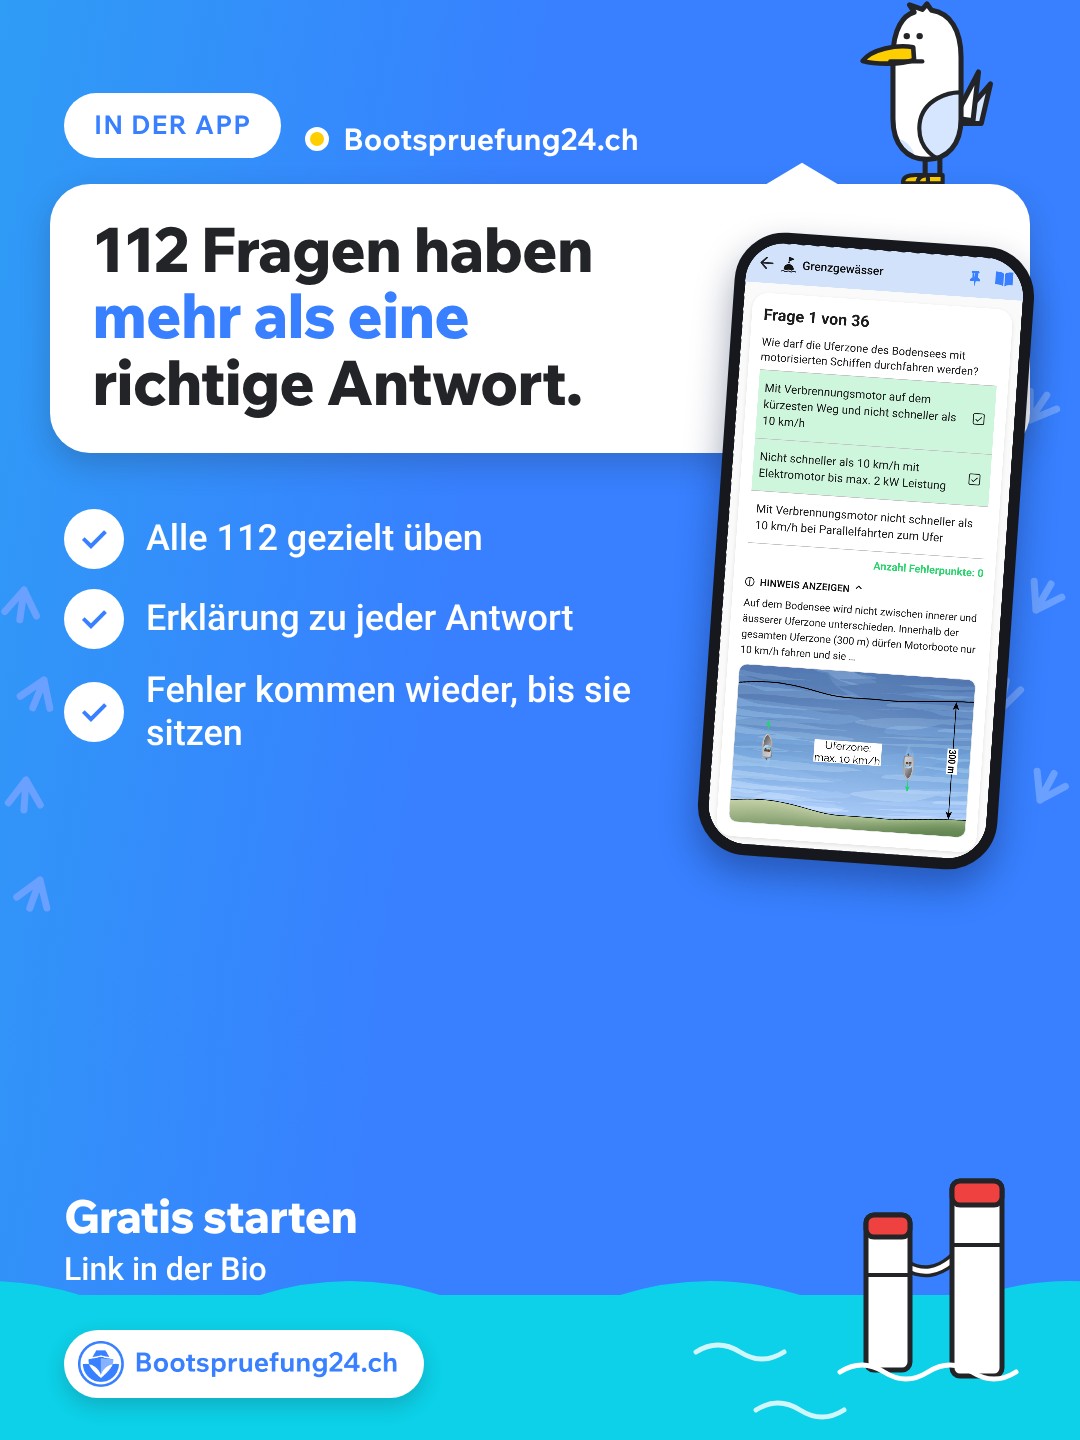 IN DER APP
Bootspruefung24.ch
112 Fragen haben
mehr als eine
richtige Antwort.
Alle 112 gezielt üben
Erklärung zu jeder Antwort
Fehler kommen wieder, bis sie
sitzen
Grenzgewässer
Frage 1 von 36
Wie darf die Uferzone des Bodensees mit
motorisierten Schiffen durchfahren werden?
Mit Verbrennungsmotor auf dem
kürzesten Weg und nicht schneller als
10 km/h
Nicht schneller als 10 km/h mit
Elektromotor bis max. 2 kW Leistung
Mit Verbrennungsmotor nicht schneller als
10 km/h bei Parallelfahrten zum Ufer
Anzahl Fehlerpunkte: 0
HINWEIS ANZEIGEN
Auf dem Bodensee wird nicht zwischen innerer und
äusserer Uferzone unterschieden. Innerhalb der
gesamten Uferzone (300 m) dürfen Motorboote nur
10 km/h fahren und sie ...
Uferzone:
max. 10 km/h
300 m
Gratis starten
Link in der Bio
Bootspruefung24.ch